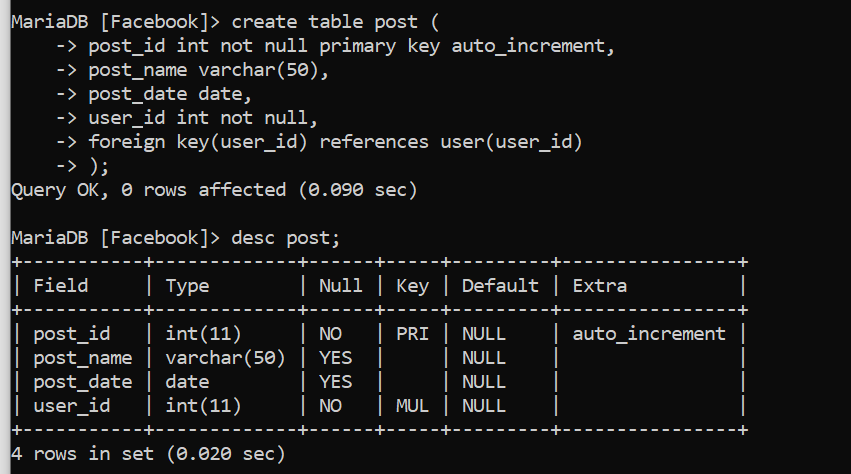 MariaDB [Facebook]> create table post (
    -> post_id int not null primary key auto_increment,
    -> post_name varchar(50),
    -> post_date date,
    -> user_id int not null,
    -> foreign key(user_id) references user(user_id)
    -> );
Query OK, 0 rows affected (0.090 sec)

MariaDB [Facebook]> desc post;
+-----------+-------------+------+-----+---------+----------------+
| Field     | Type        | Null | Key | Default | Extra          |
+-----------+-------------+------+-----+---------+----------------+
| post_id   | int(11)     | NO   | PRI | NULL    | auto_increment |
| post_name | varchar(50) | YES  |     | NULL    |                |
| post_date | date        | YES  |     | NULL    |                |
| user_id   | int(11)     | NO   | MUL | NULL    |                |
+-----------+-------------+------+-----+---------+----------------+
4 rows in set (0.020 sec)